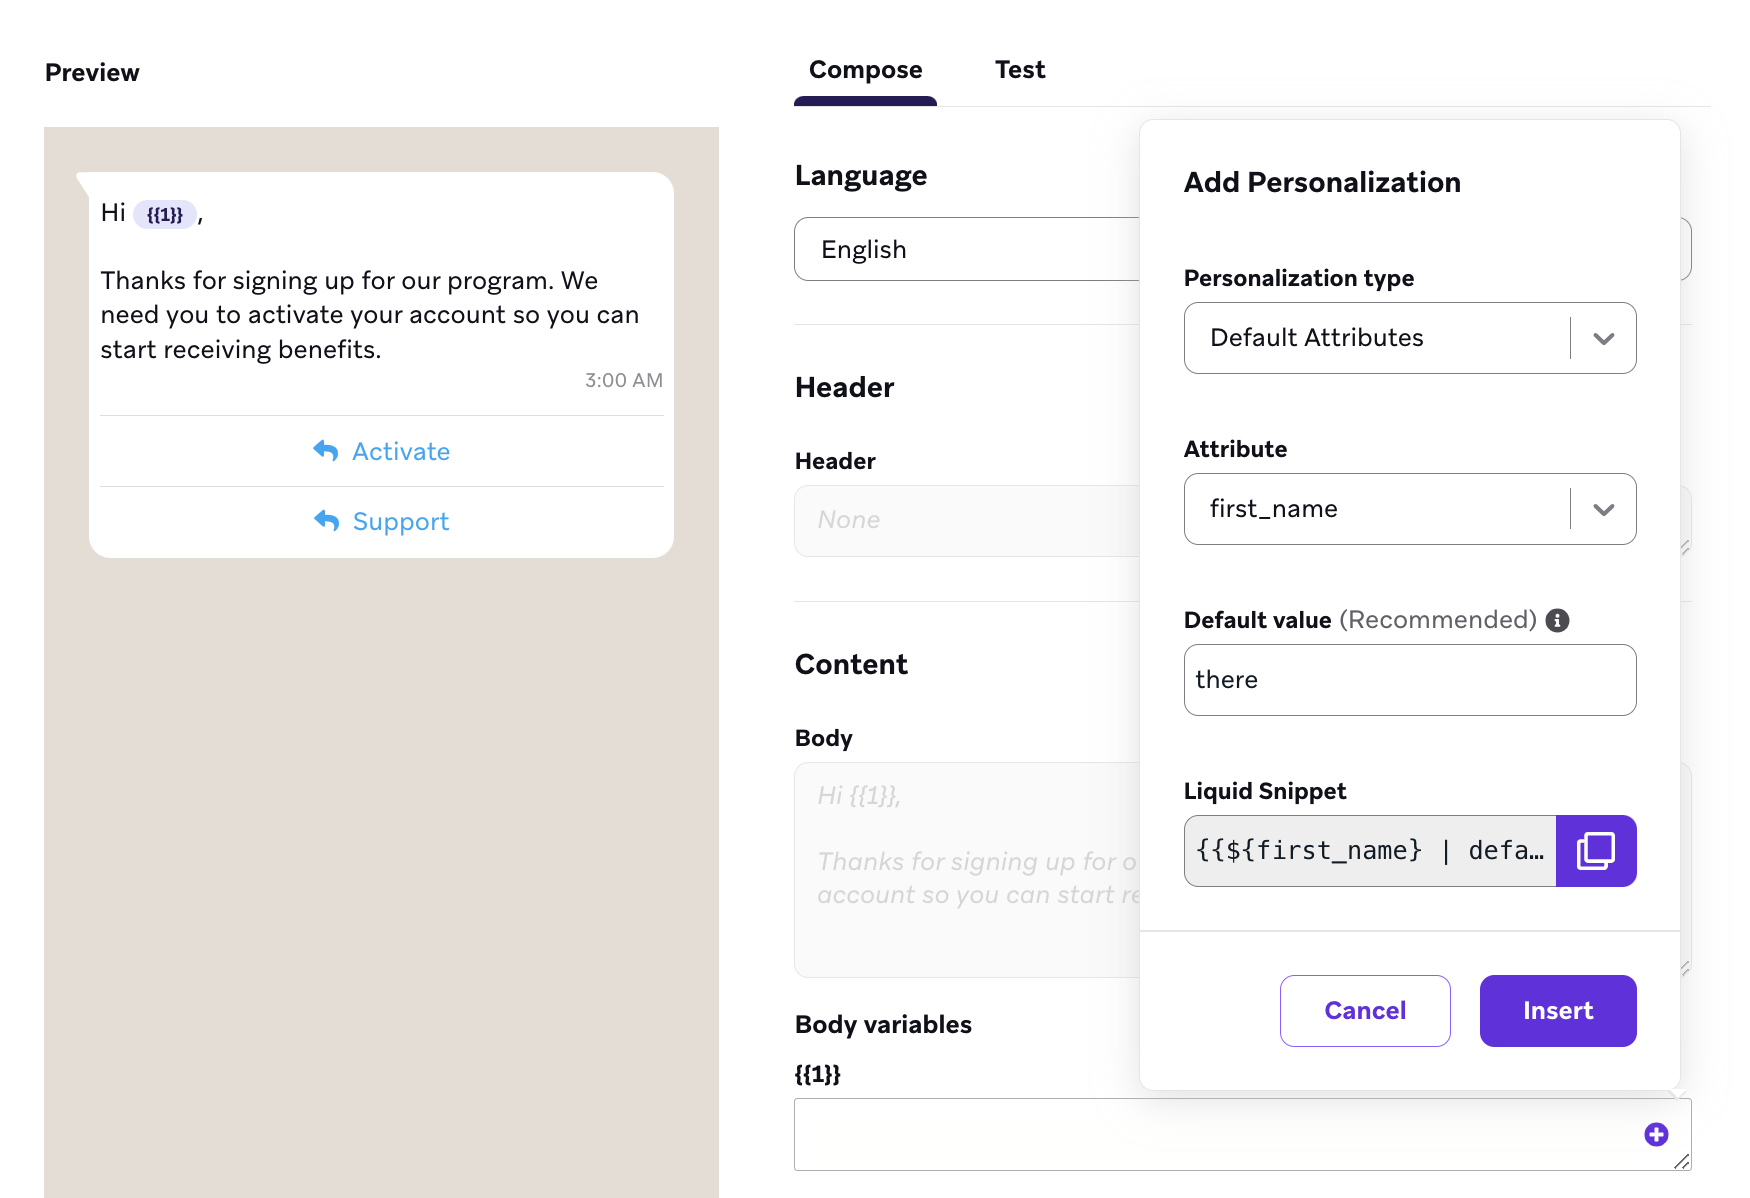 Preview
Hi {{1}},
Thanks for signing up for our program. We
need you to activate your account so you can
start receiving benefits.
3:00 AM
Activate
Support
Compose
Test
Language
English
Header
Header
None
Content
Body
Hi {{1}},
Thanks for signing up for o
account so you can start re
Body variables
{{1}}
Add Personalization
Personalization type
Default Attributes
Attribute
first_name
Default value (Recommended)
there
Liquid Snippet
{{${first_name} | defa…
Cancel
Insert